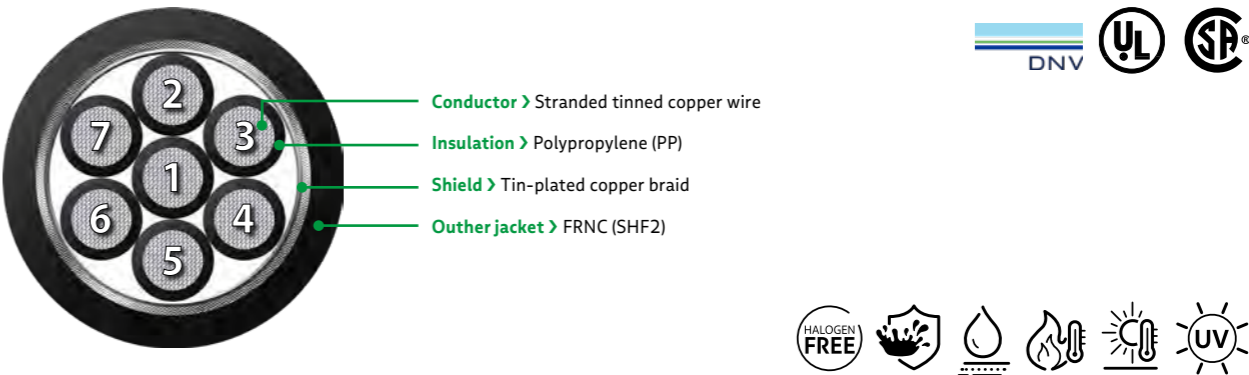 2
7
3
1
6
4
5
Conductor › Stranded tinned copper wire
Insulation › Polypropylene (PP)
Shield › Tin-plated copper braid
Outher jacket › FRNC (SHF2)
DNV
UL
SA®
HALOGEN
FREE
UV